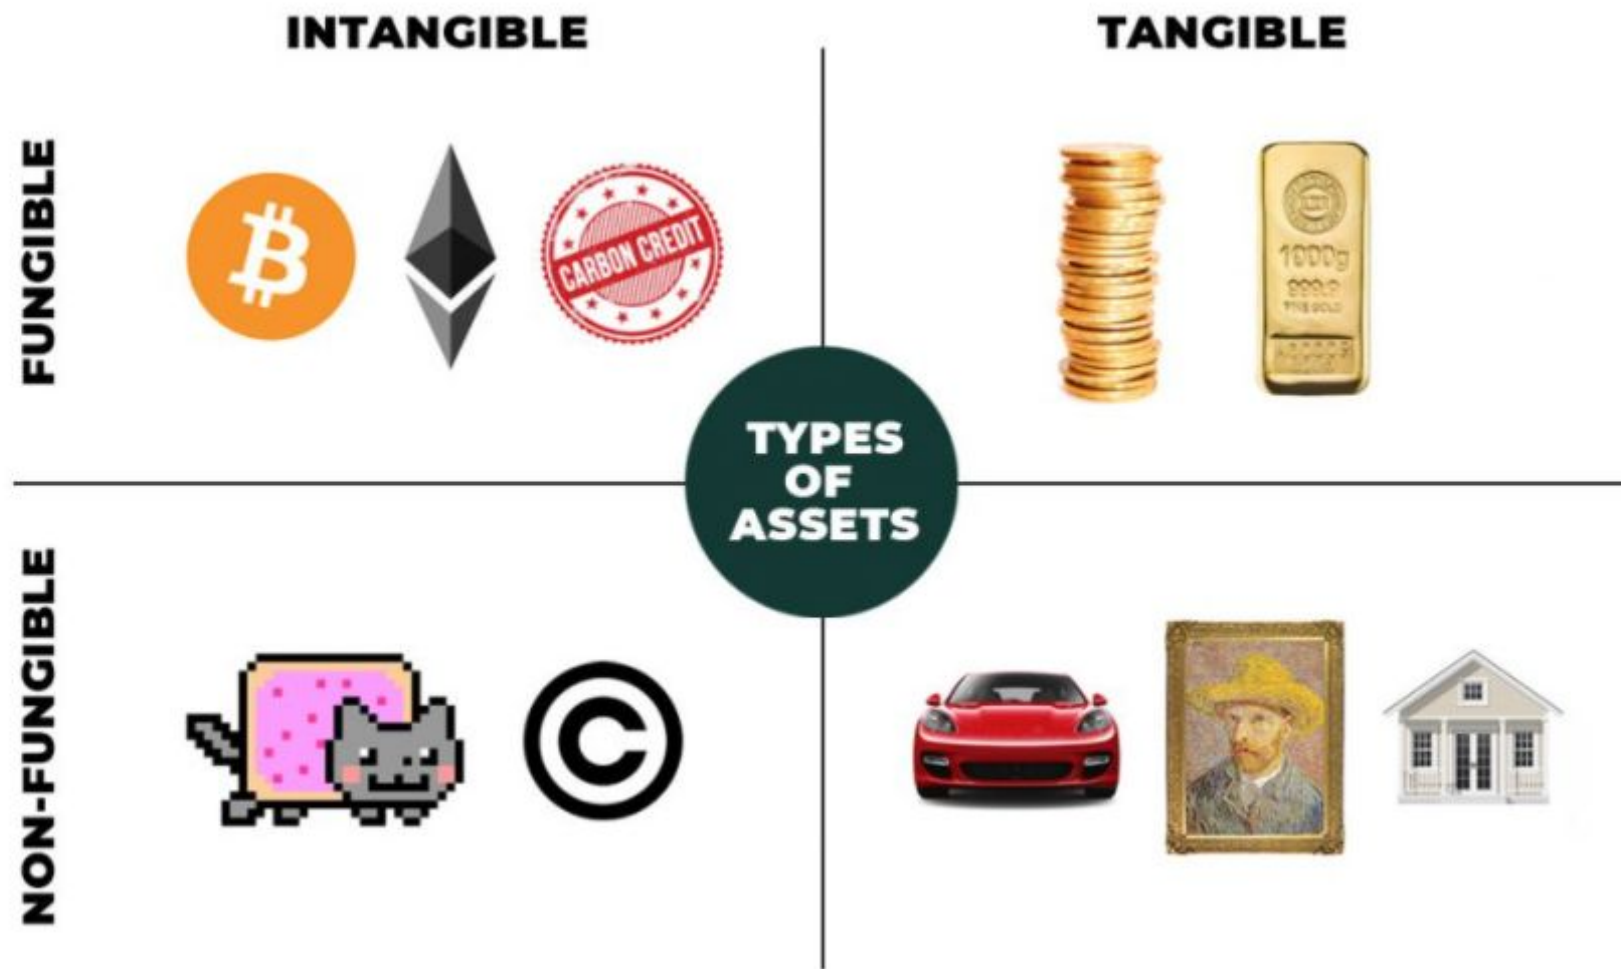 INTANGIBLE
TANGIBLE
FUNGIBLE
CARBON CREDIT
1000g
TYPES
OF
ASSETS
NON-FUNGIBLE